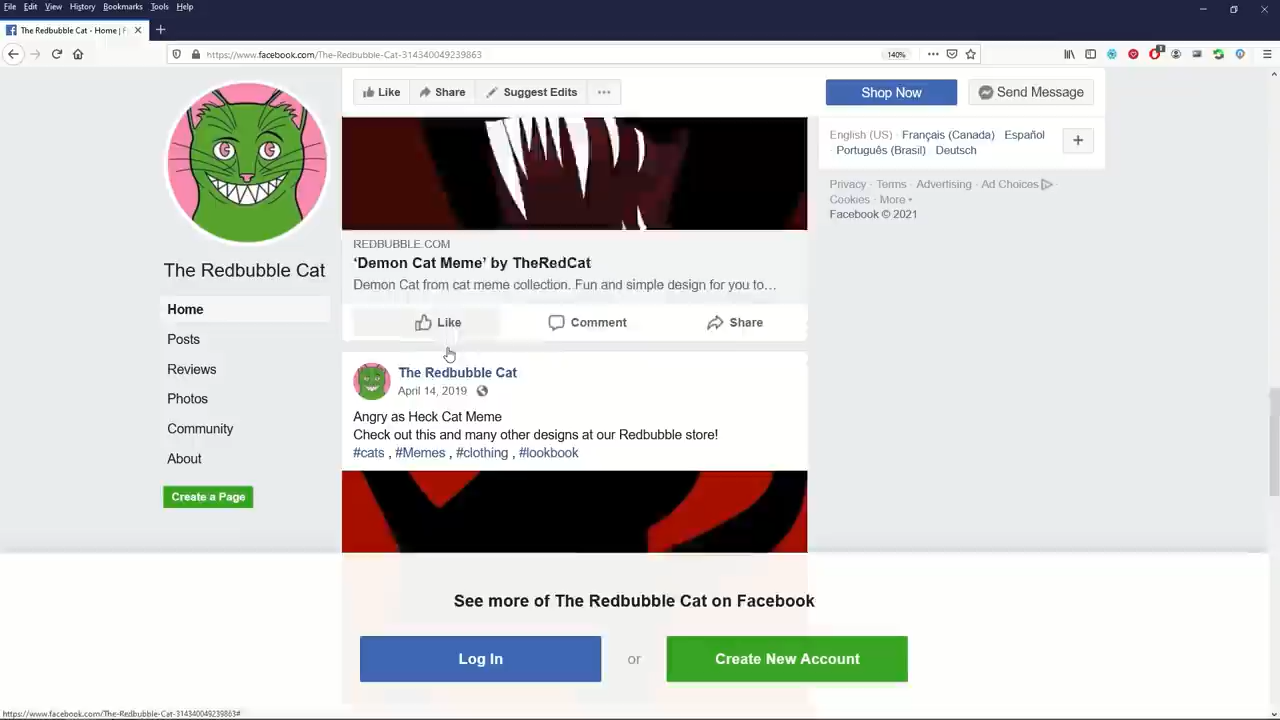 File Edit View History Bookmarks Tools Help
The Redbubble Cat - Home | f
https://www.facebook.com/The-Redbubble-Cat-314340049239863
140%
1
Like Share Suggest Edits
Shop Now Send Message
English (US) · Français (Canada) · Español
· Português (Brasil) · Deutsch
Privacy · Terms · Advertising · Ad Choices ·
Cookies · More
Facebook © 2021
The Redbubble Cat
Home
Posts
Reviews
Photos
Community
About
Create a Page
REDBUBBLE.COM
‘Demon Cat Meme’ by TheRedCat
Demon Cat from cat meme collection. Fun and simple design for you to…
Like Comment Share
The Redbubble Cat
April 14, 2019
Angry as Heck Cat Meme
Check out this and many other designs at our Redbubble store!
#cats , #Memes , #clothing , #lookbook
See more of The Redbubble Cat on Facebook
Log In or Create New Account
https://www.facebook.com/The-Redbubble-Cat-314340049239863#